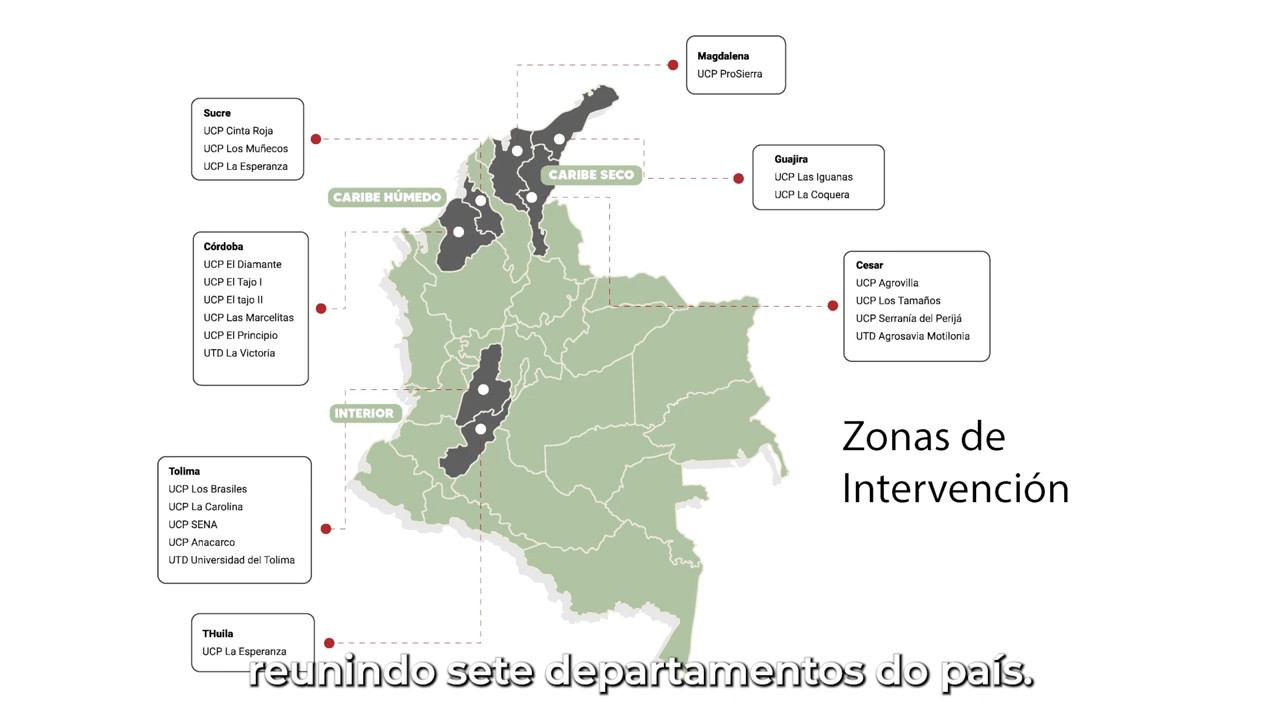 Magdalena
UCP ProSierra
Sucre
UCP Cinta Roja
UCP Los Muñecos
UCP La Esperanza
CARIBE SECO
Guajira
UCP Las Iguanas
UCP La Coquera
CARIBE HÚMEDO
Córdoba
UCP El Diamante
UCP El Tajo I
UCP El tajo II
UCP Las Marcelitas
UCP El Principio
UTD La Victoria
Cesar
UCP Agrovilla
UCP Los Tamaños
UCP Serranía del Perijá
UTD Agrosavia Motilonia
INTERIOR
Zonas de
Intervención
Tolima
UCP Los Brasiles
UCP La Carolina
UCP SENA
UCP Anacarco
UTD Universidad del Tolima
THuila
UCP La Esperanza
reunindo sete departamentos do país.